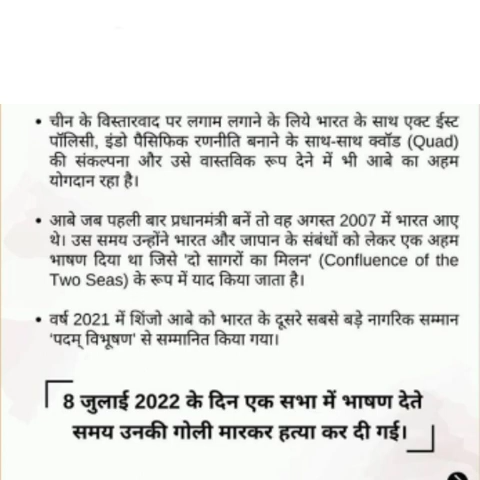 • चीन के विस्तारवाद पर लगाम लगाने के लिये भारत के साथ एक्ट ईस्ट
पॉलिसी, इंडो पैसिफिक रणनीति बनाने के साथ-साथ क्वॉड (Quad)
की संकल्पना और उसे वास्तविक रूप देने में भी आबे का अहम
योगदान रहा है।
• आबे जब पहली बार प्रधानमंत्री बनें तो वह अगस्त 2007 में भारत आए
थे। उस समय उन्होंने भारत और जापान के संबंधों को लेकर एक अहम
भाषण दिया था जिसे 'दो सागरों का मिलन' (Confluence of the
Two Seas) के रूप में याद किया जाता है।
• वर्ष 2021 में शिंजो आबे को भारत के दूसरे सबसे बड़े नागरिक सम्मान
'पदम् विभूषण' से सम्मानित किया गया।
8 जुलाई 2022 के दिन एक सभा में भाषण देते
समय उनकी गोली मारकर हत्या कर दी गई।